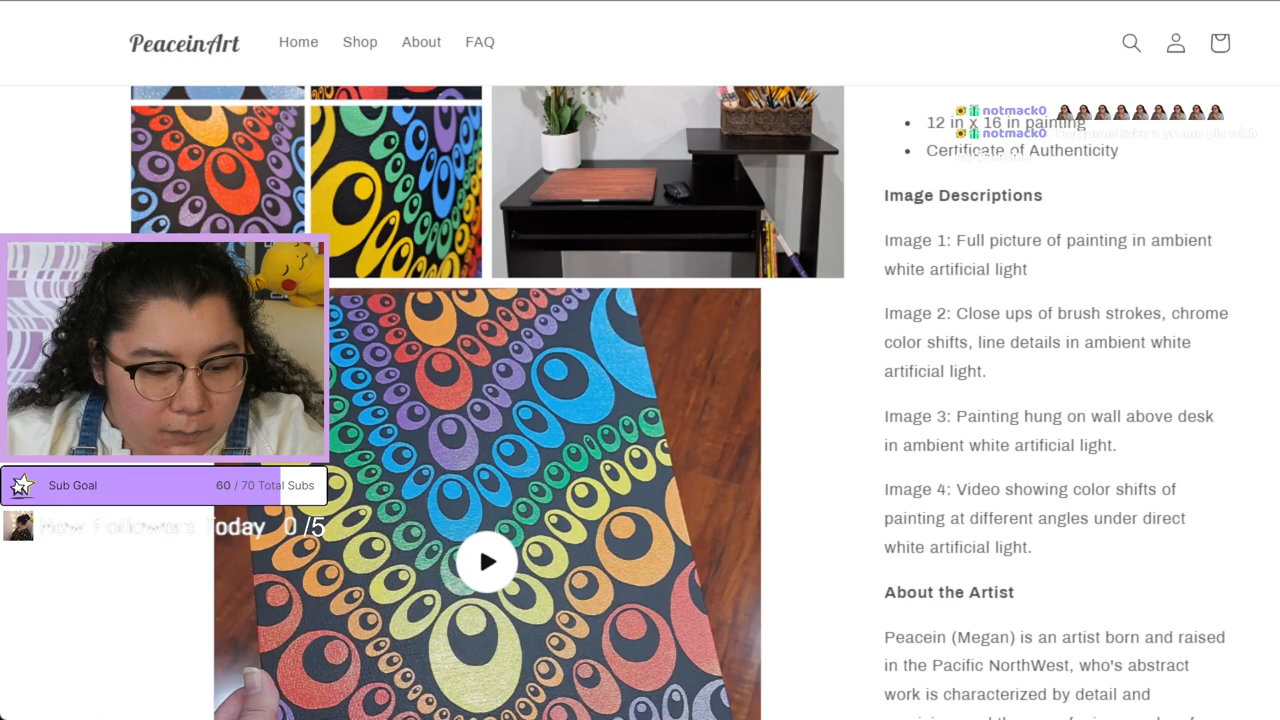 PeaceinArt
Home Shop About FAQ
notmack0
12 in x 16 in painting
notmack0
Certificate of Authenticity
Image Descriptions
Image 1: Full picture of painting in ambient
white artificial light
Image 2: Close ups of brush strokes, chrome
color shifts, line details in ambient white
artificial light.
Image 3: Painting hung on wall above desk
in ambient white artificial light.
Image 4: Video showing color shifts of
painting at different angles under direct
white artificial light.
About the Artist
Peacein (Megan) is an artist born and raised
in the Pacific NorthWest, who's abstract
work is characterized by detail and
Sub Goal 60 / 70 Total Subs
New Followers Today 0 /5